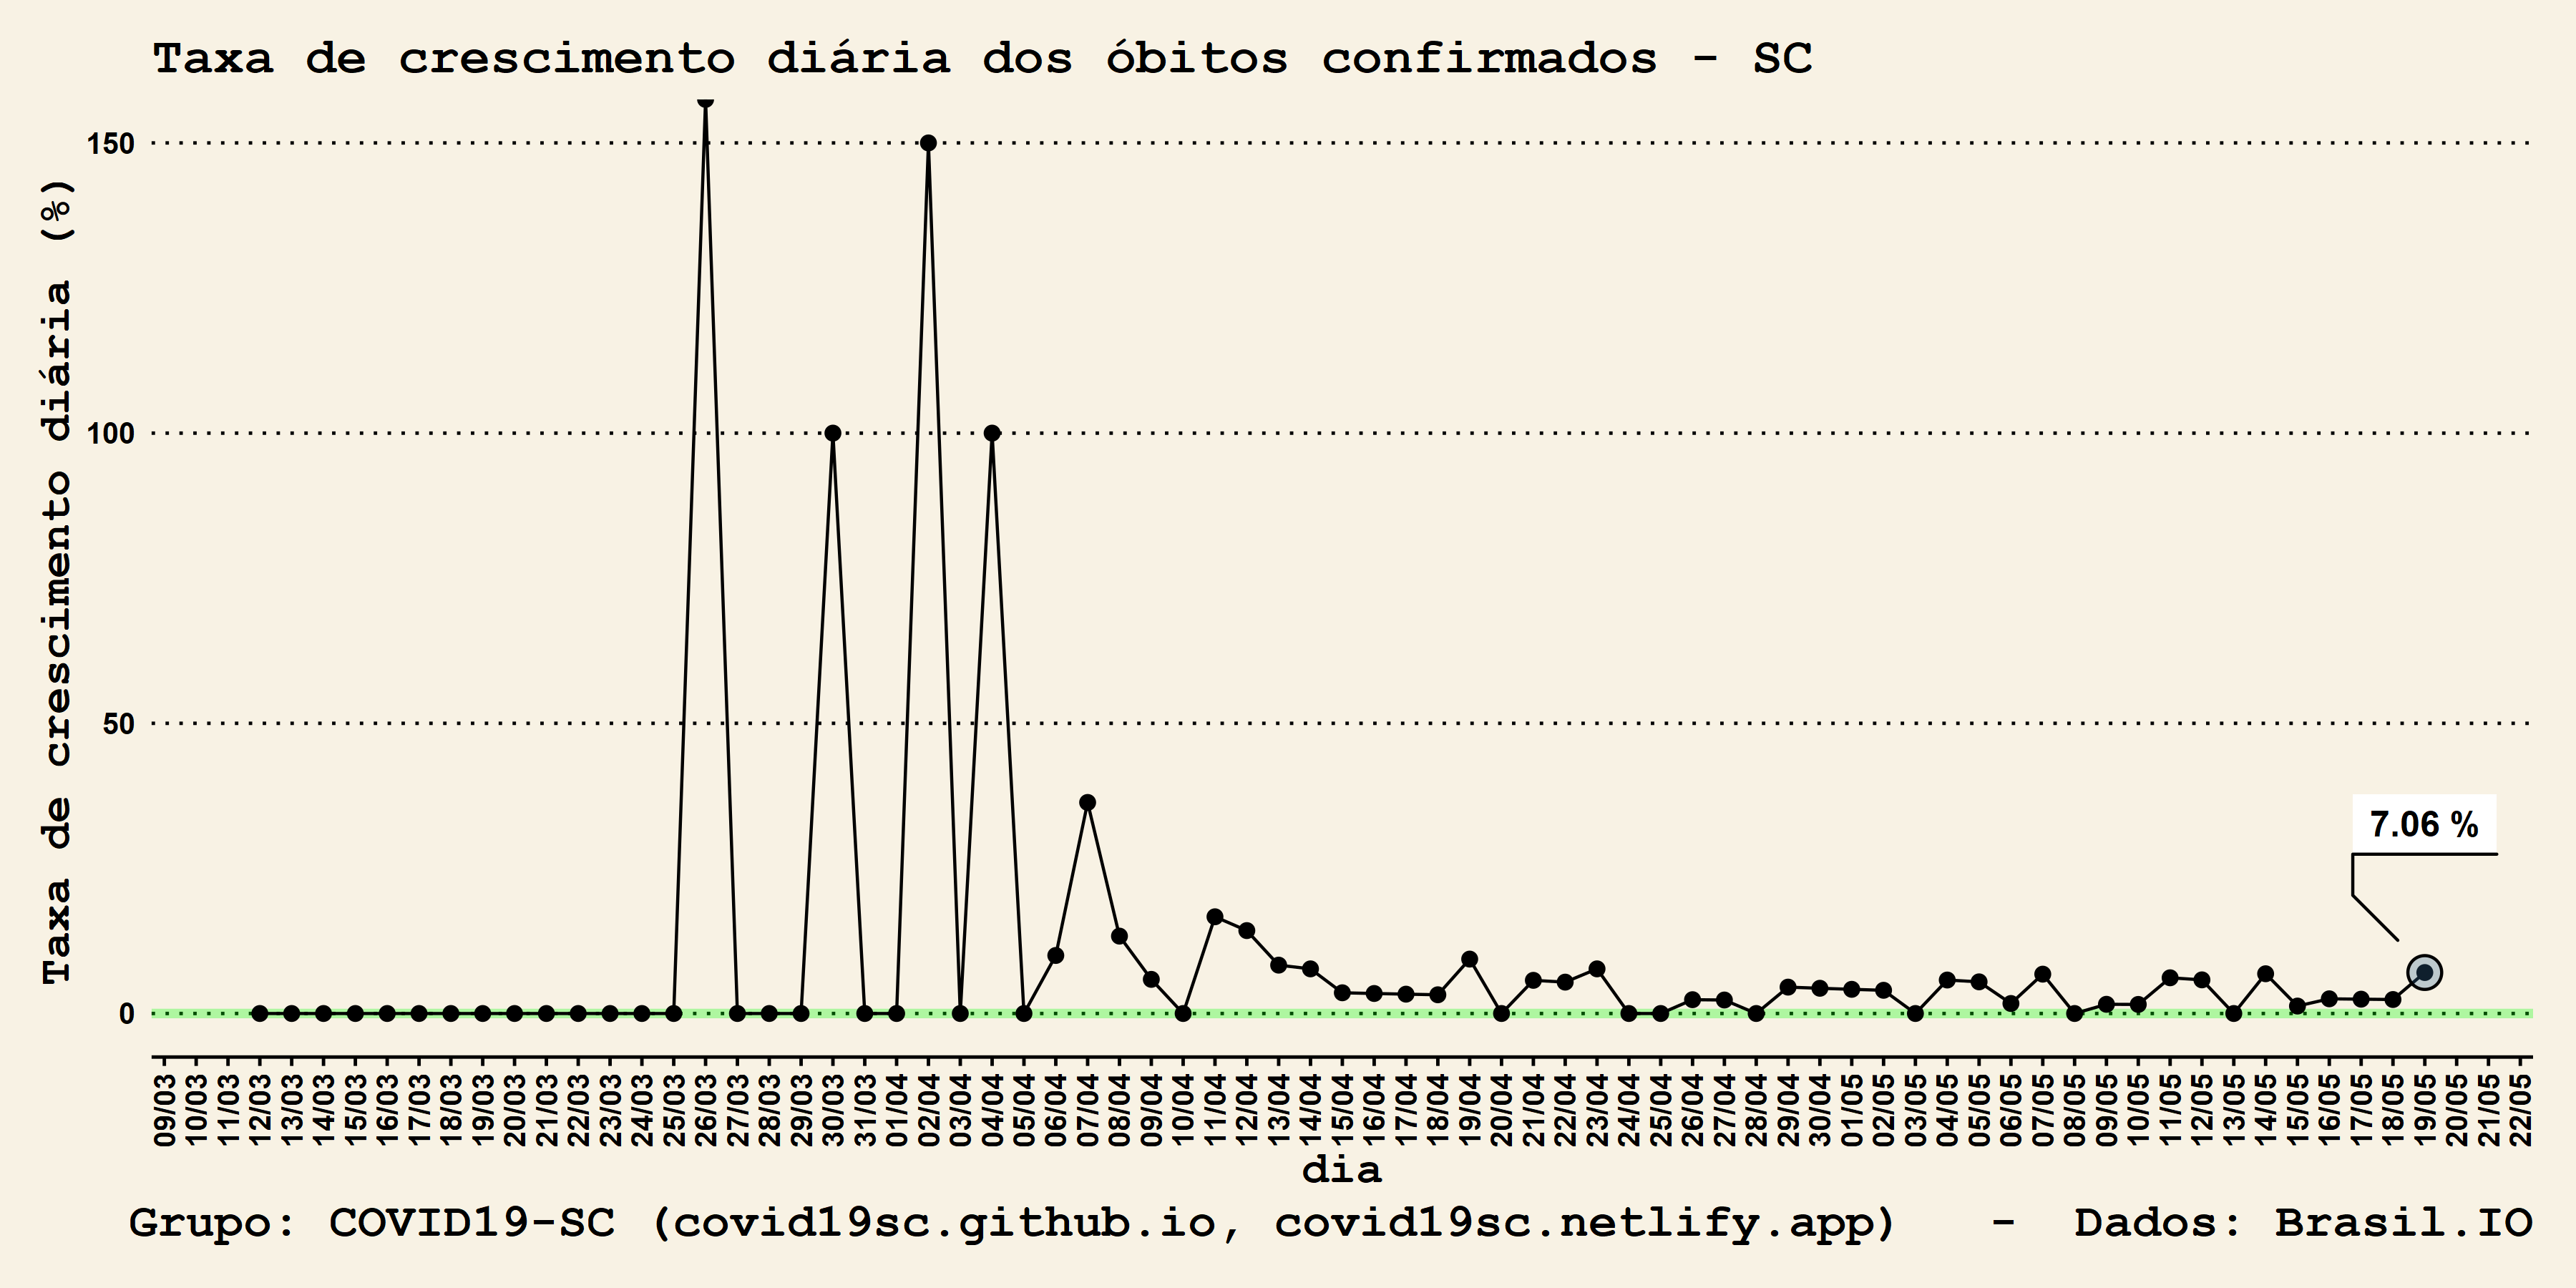 Taxa de crescimento diária dos óbitos confirmados - SC
Taxa de crescimento diária (%)
150
100
50
0
7.06 %
09/03 10/03 11/03 12/03 13/03 14/03 15/03 16/03 17/03 18/03 19/03 20/03 21/03 22/03 23/03 24/03 25/03 26/03 27/03 28/03 29/03 30/03 31/03 01/04 02/04 03/04 04/04 05/04 06/04 07/04 08/04 09/04 10/04 11/04 12/04 13/04 14/04 15/04 16/04 17/04 18/04 19/04 20/04 21/04 22/04 23/04 24/04 25/04 26/04 27/04 28/04 29/04 30/04 01/05 02/05 03/05 04/05 05/05 06/05 07/05 08/05 09/05 10/05 11/05 12/05 13/05 14/05 15/05 16/05 17/05 18/05 19/05 20/05 21/05 22/05
dia
Grupo: COVID19-SC (covid19sc.github.io, covid19sc.netlify.app) - Dados: Brasil.IO